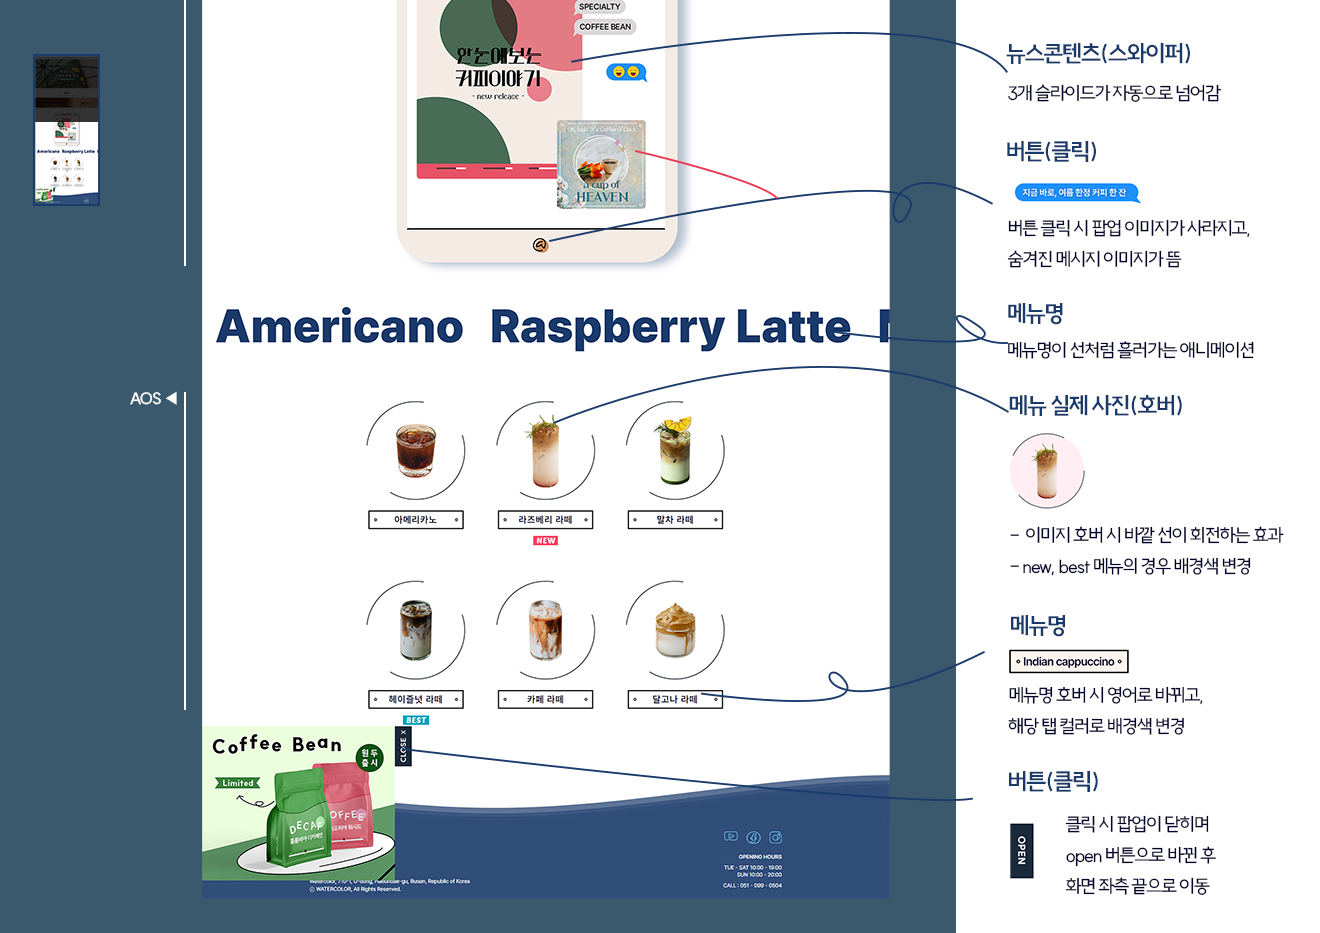 SPECIALTY
COFFEE BEAN
한눈에보는
커피이야기
- new release -
Oh, look! It's Coffee O'Clock.
a cup of
HEAVEN
뉴스콘텐츠(스와이퍼)
3개 슬라이드가 자동으로 넘어감
버튼(클릭)
지금 바로, 여름 한정 커피 한 잔
버튼 클릭 시 팝업 이미지가 사라지고,
숨겨진 메시지 이미지가 뜸
Americano Raspberry Latte
메뉴명
메뉴명이 선처럼 흘러가는 애니메이션
AOS ◀
메뉴 실제 사진(호버)
- 이미지 호버 시 바깥 선이 회전하는 효과
- new, best 메뉴의 경우 배경색 변경
아메리카노
라즈베리 라떼
말차 라떼
NEW
헤이즐넛 라떼
카페 라떼
달고나 라떼
BEST
메뉴명
Indian cappuccino
메뉴명 호버 시 영어로 바뀌고,
해당 탭 컬러로 배경색 변경
Coffee Bean
원두
출시
Limited
DECAF
COFFEE
CLOSE X
버튼(클릭)
OPEN
클릭 시 팝업이 닫히며
open 버튼으로 바뀐 후
화면 좌측 끝으로 이동
OPENING HOURS
TUE - SAT 10:00 - 19:00
SUN 10:00 - 20:00
CALL : 051 - 099 - 0504
Busan, Republic of Korea
ⓒ WATERCOLOR, All Rights Reserved.